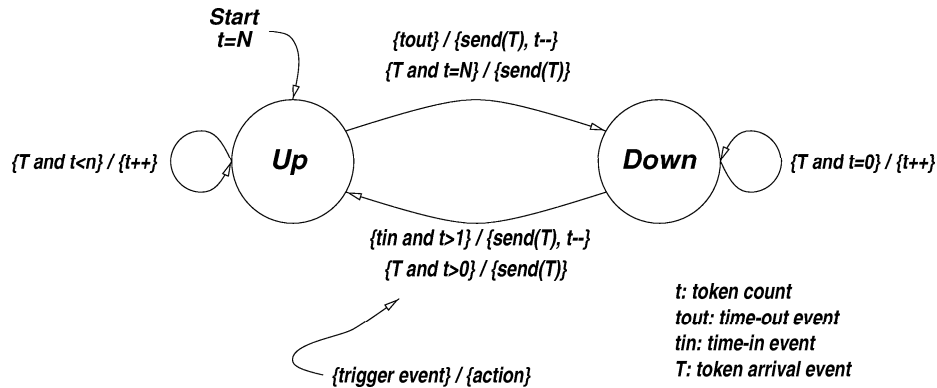 Start
t=N
{tout} / {send(T), t--}
{T and t=N} / {send(T)}
{T and t<n} / {t++}
Up
Down
{T and t=0} / {t++}
{tin and t>1} / {send(T), t--}
{T and t>0} / {send(T)}
t: token count
tout: time-out event
tin: time-in event
T: token arrival event
{trigger event} / {action}